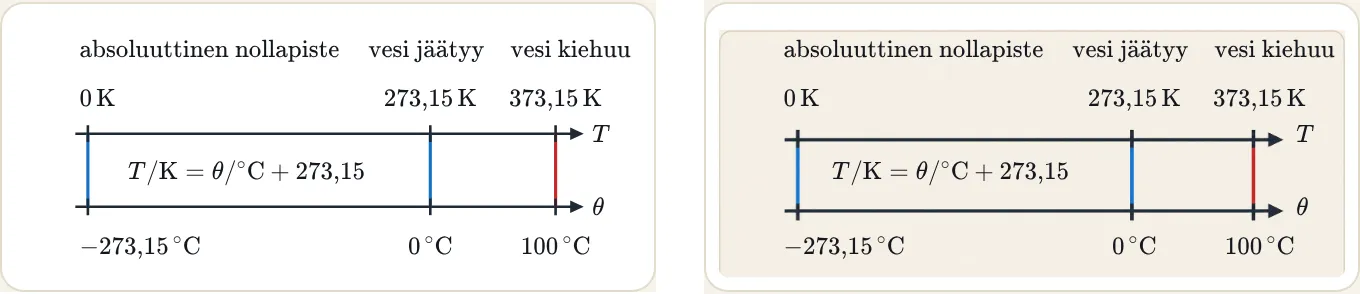 absoluuttinen nollapiste vesi jäätyy vesi kiehuu
0 K 273,15 K 373,15 K
T
T/K = θ/°C + 273,15
θ
−273,15 °C 0 °C 100 °C
absoluuttinen nollapiste vesi jäätyy vesi kiehuu
0 K 273,15 K 373,15 K
T
T/K = θ/°C + 273,15
θ
−273,15 °C 0 °C 100 °C